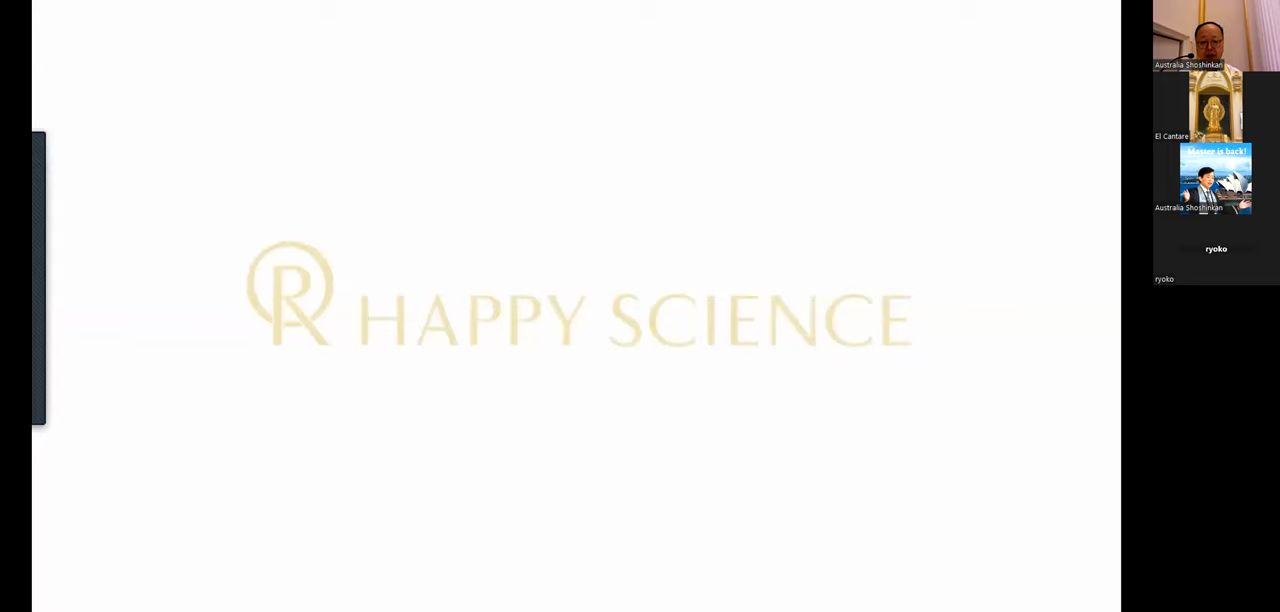 R HAPPY SCIENCE
Australia Shoshinkan
El Cantare
Master is back!
Australia Shoshinkan
ryoko
ryoko